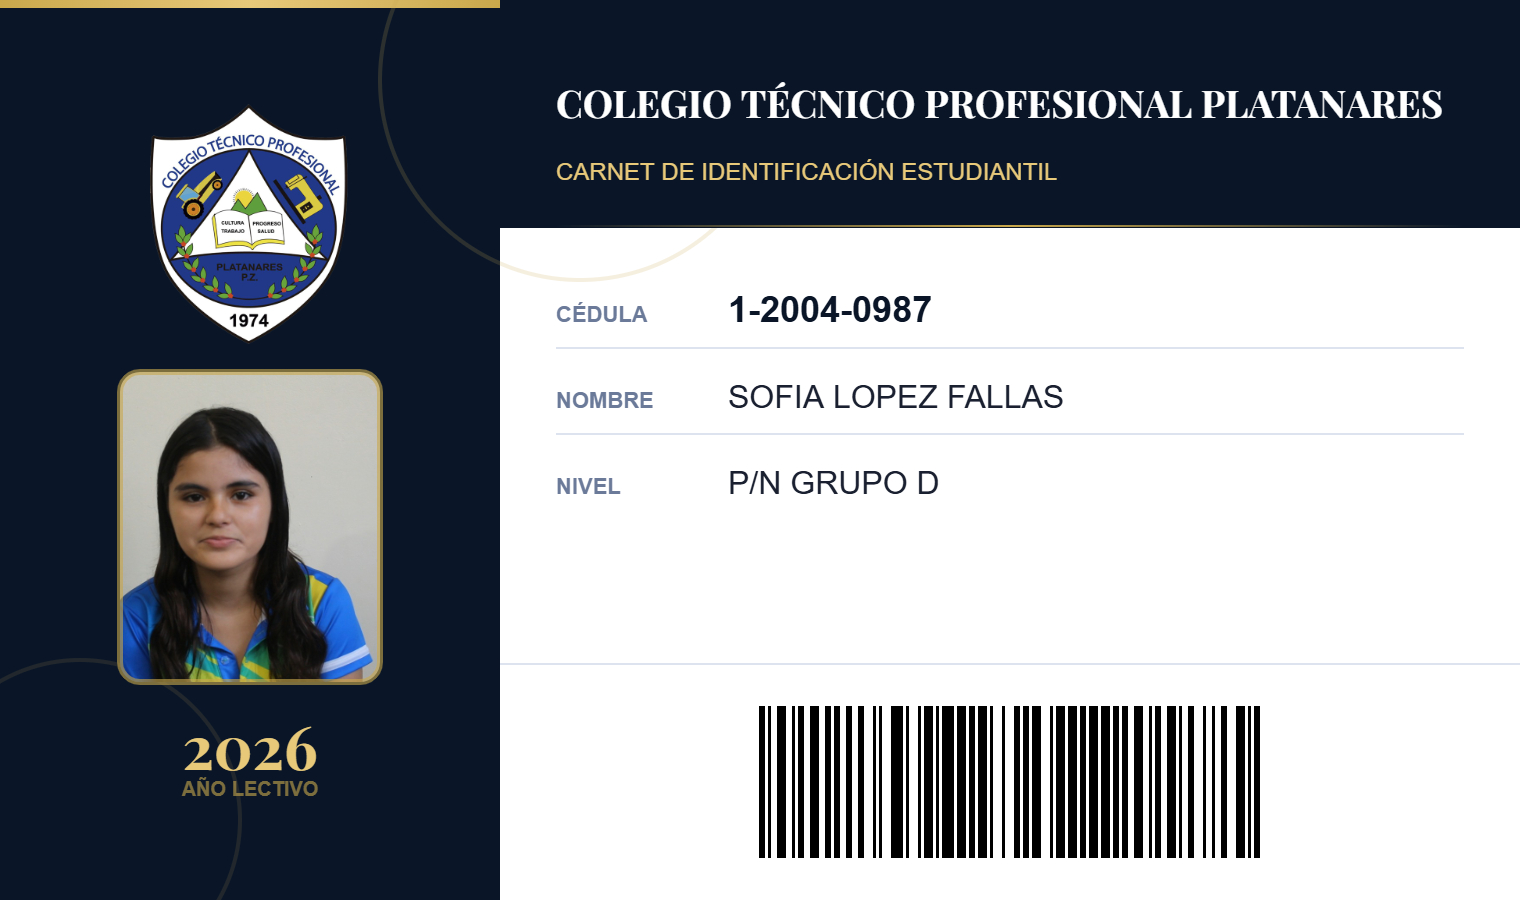 COLEGIO TÉCNICO PROFESIONAL
CULTURA PROGRESO
TRABAJO SALUD
PLATANARES
P.Z.
1974
2026
AÑO LECTIVO
COLEGIO TÉCNICO PROFESIONAL PLATANARES
CARNET DE IDENTIFICACIÓN ESTUDIANTIL
CÉDULA 1-2004-0987
NOMBRE SOFIA LOPEZ FALLAS
NIVEL P/N GRUPO D